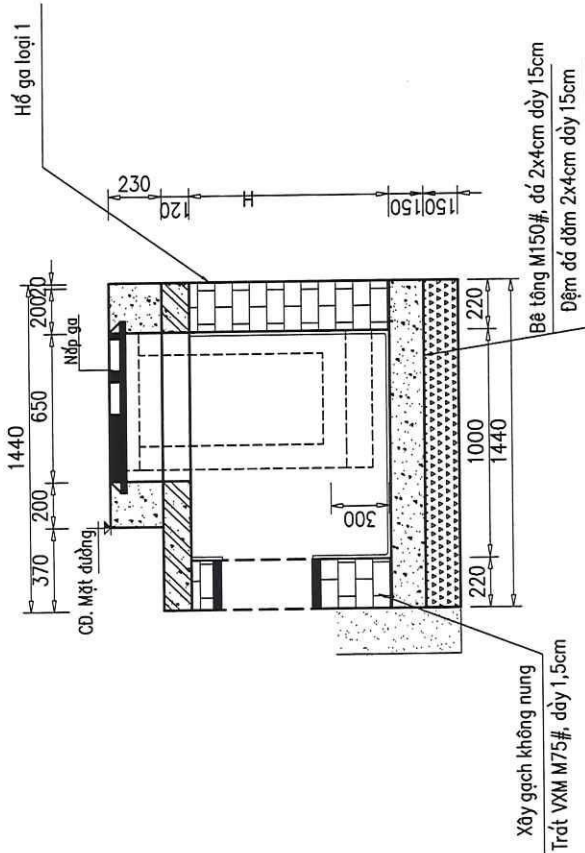 Hố ga loại 1
1440
370
200
650
200
20
CĐ. Mặt đường
Nắp ga
230
120
H
150
150
300
220
1000
220
1440
Xây gạch không nung
Trát VXM M75#, dày 1,5cm
Bê tông M150#, đá 2x4cm dày 15cm
Đệm đá dăm 2x4cm dày 15cm